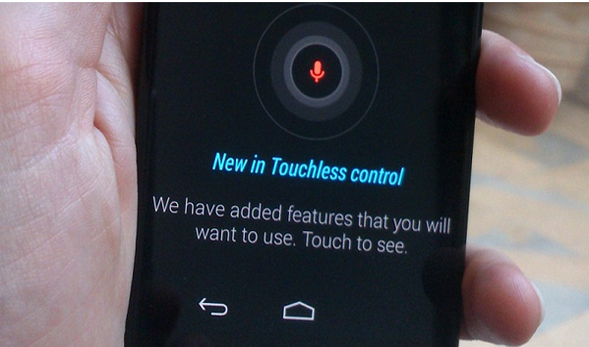 New in Touchless control
We have added features that you will
want to use. Touch to see.